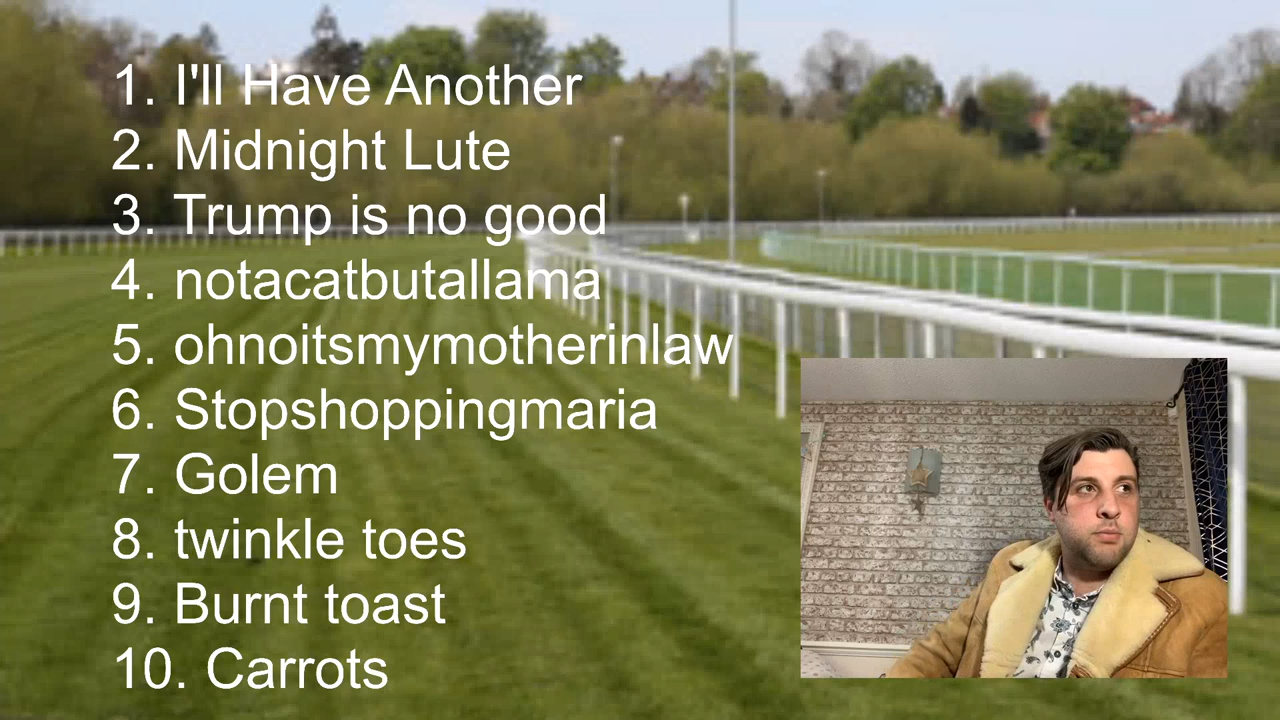 1. I'll Have Another
2. Midnight Lute
3. Trump is no good
4. notacatbutallama
5. ohnoitsmymotherinlaw
6. Stopshoppingmaria
7. Golem
8. twinkle toes
9. Burnt toast
10. Carrots